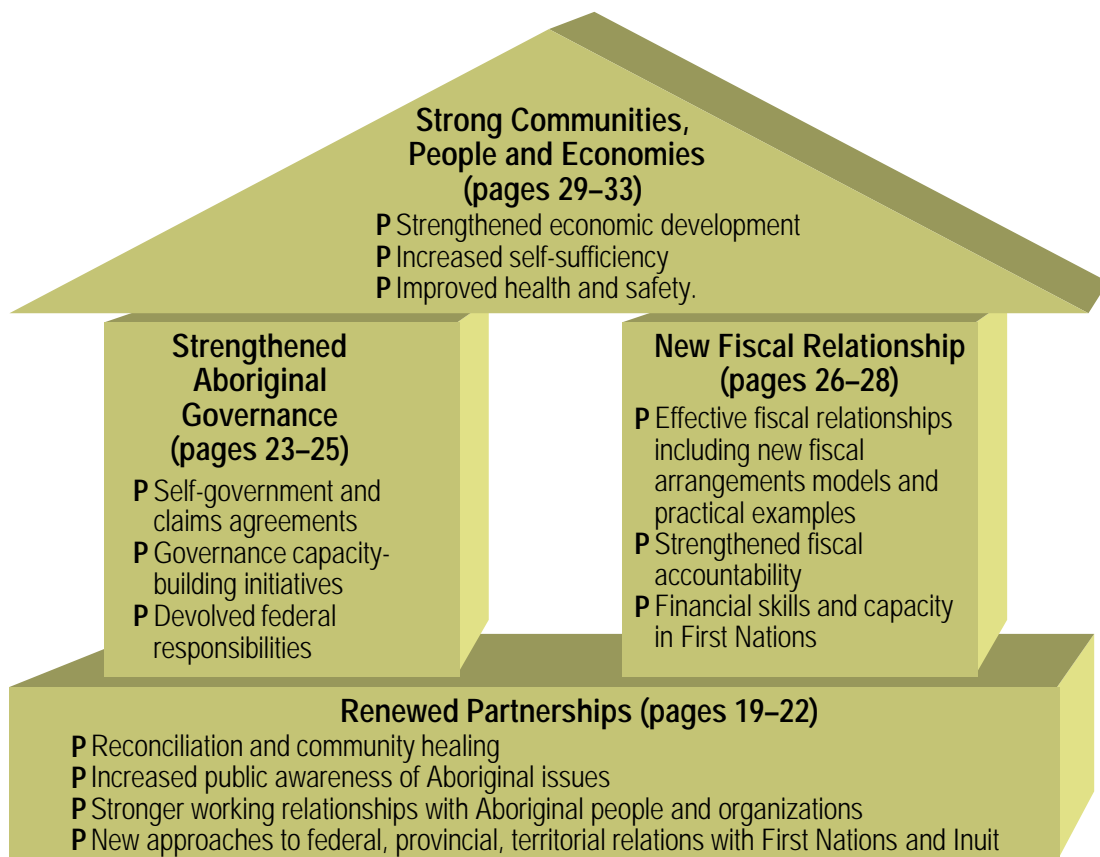 Strong Communities,
People and Economies
(pages 29–33)
P Strengthened economic development
P Increased self-sufficiency
P Improved health and safety.
Strengthened
Aboriginal
Governance
(pages 23–25)
P Self-government and
claims agreements
P Governance capacity-
building initiatives
P Devolved federal
responsibilities
New Fiscal Relationship
(pages 26–28)
P Effective fiscal relationships
including new fiscal
arrangements models and
practical examples
P Strengthened fiscal
accountability
P Financial skills and capacity
in First Nations
Renewed Partnerships (pages 19–22)
P Reconciliation and community healing
P Increased public awareness of Aboriginal issues
P Stronger working relationships with Aboriginal people and organizations
P New approaches to federal, provincial, territorial relations with First Nations and Inuit